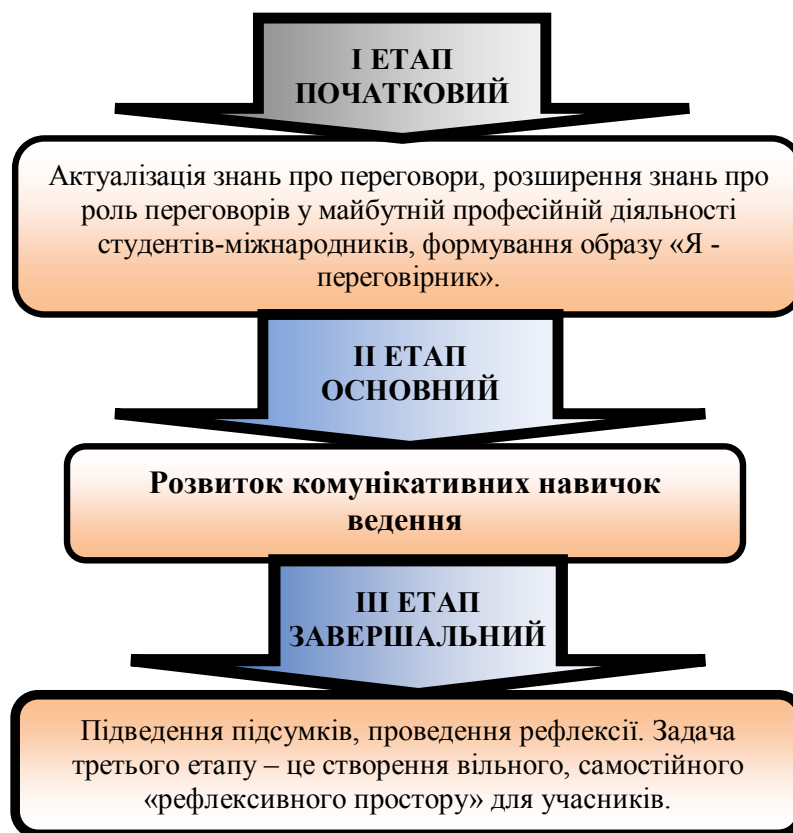 І ЕТАП
ПОЧАТКОВИЙ
Актуалізація знань про переговори, розширення знань про
роль переговорів у майбутній професійній діяльності
студентів-міжнародників, формування образу «Я -
переговірник».
ІІ ЕТАП
ОСНОВНИЙ
Розвиток комунікативних навичок
ведення
ІІІ ЕТАП
ЗАВЕРШАЛЬНИЙ
Підведення підсумків, проведення рефлексії. Задача
третього етапу – це створення вільного, самостійного
«рефлексивного простору» для учасників.